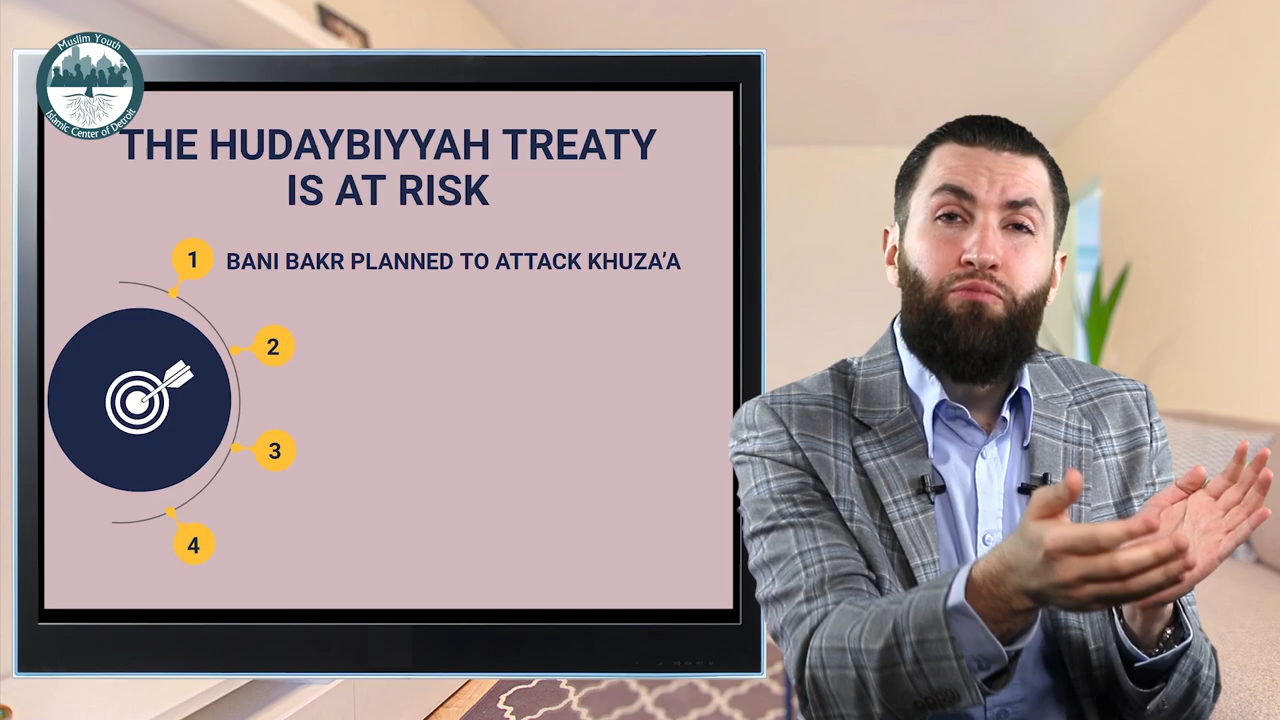 Muslim Youth
Islamic Center of Detroit
THE HUDAYBIYYAH TREATY
IS AT RISK
1 BANI BAKR PLANNED TO ATTACK KHUZA’A
2
3
4